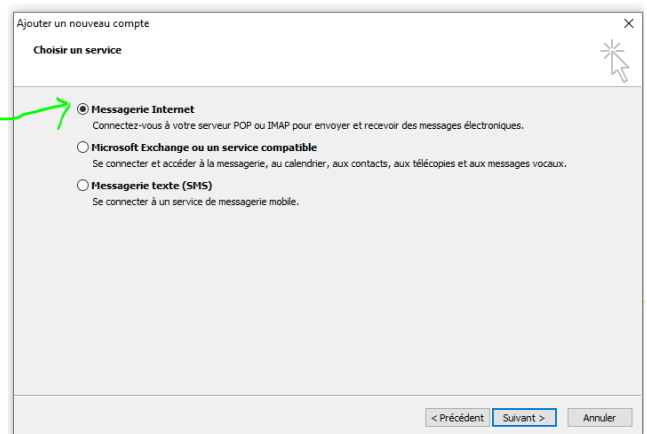 Ajouter un nouveau compte
Choisir un service
Messagerie Internet
Connectez-vous à votre serveur POP ou IMAP pour envoyer et recevoir des messages électroniques.
Microsoft Exchange ou un service compatible
Se connecter et accéder à la messagerie, au calendrier, aux contacts, aux télécopies et aux messages vocaux.
Messagerie texte (SMS)
Se connecter à un service de messagerie mobile.
< Précédent Suivant > Annuler